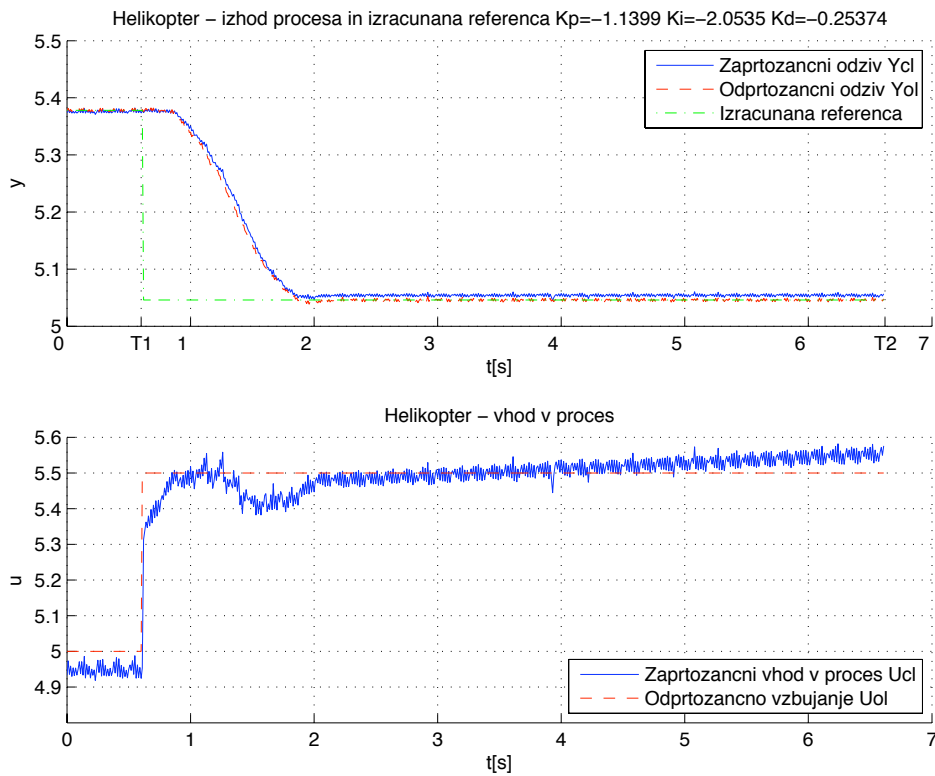 Helikopter – izhod procesa in izracunana referenca Kp=−1.1399 Ki=−2.0535 Kd=−0.25374
5.5
5.4
5.3
5.2
5.1
5
y
Zaprtozancni odziv Ycl
Odprtozancni odziv Yol
Izracunana referenca
0 T1 1 2 3 4 5 6 T2 7
t[s]
Helikopter – vhod v proces
5.6
5.5
5.4
5.3
5.2
5.1
5
4.9
u
Zaprtozancni vhod v proces Ucl
Odprtozancno vzbujanje Uol
0 1 2 3 4 5 6 7
t[s]